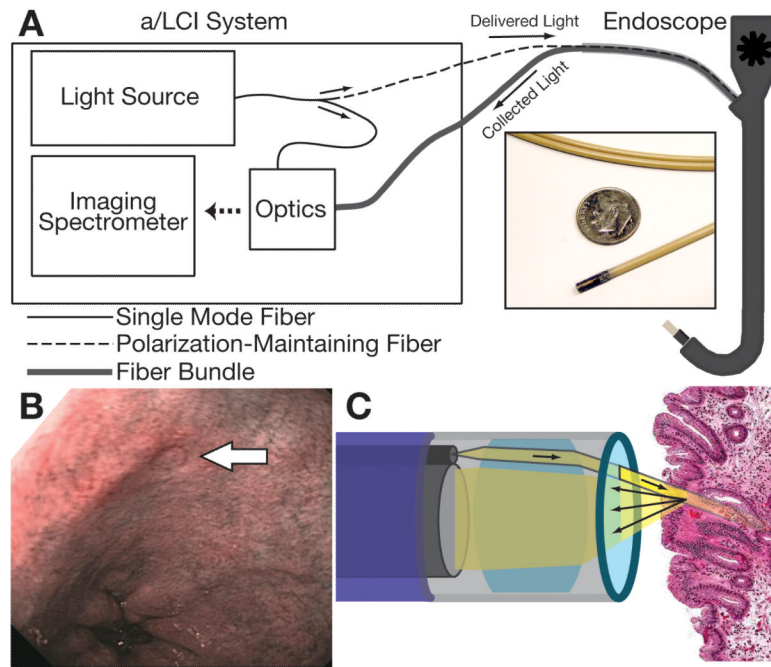 A
a/LCI System
Delivered Light
Endoscope
Light Source
Collected Light
Imaging
Spectrometer
Optics
LIBERTY
Single Mode Fiber
Polarization-Maintaining Fiber
Fiber Bundle
B
C